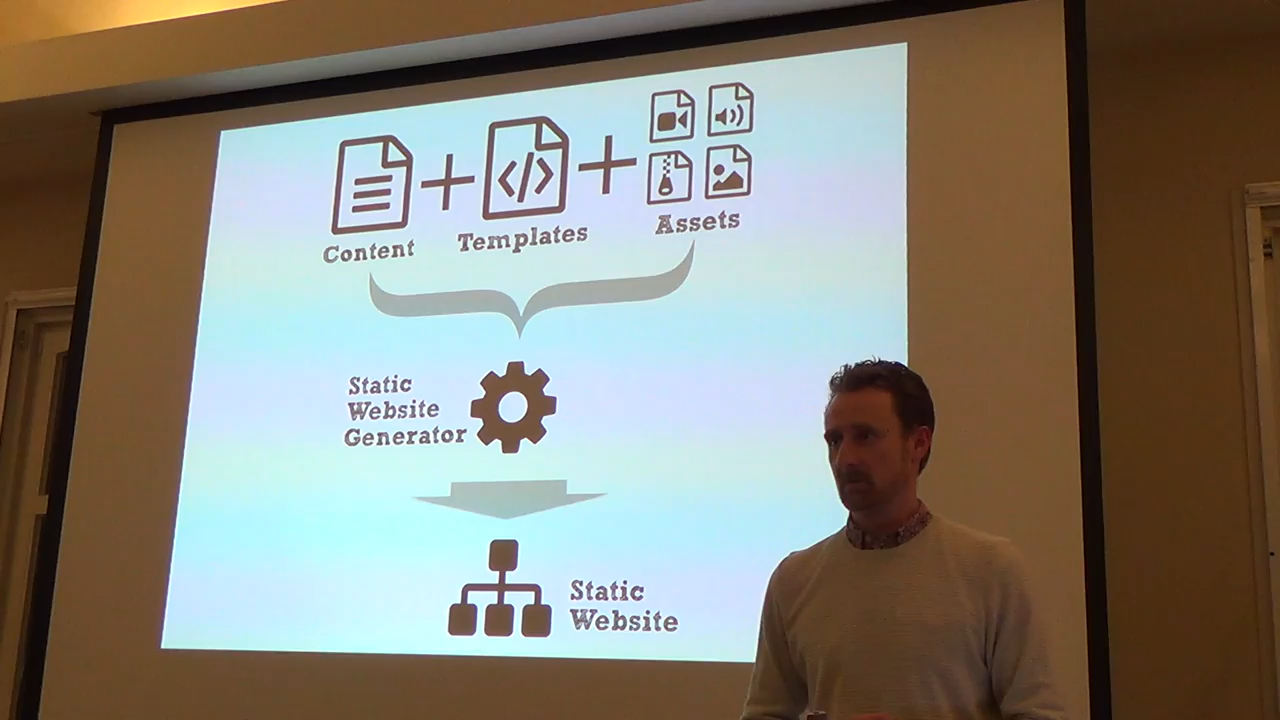 Content
Templates
Assets
Static
Website
Generator
Static
Website